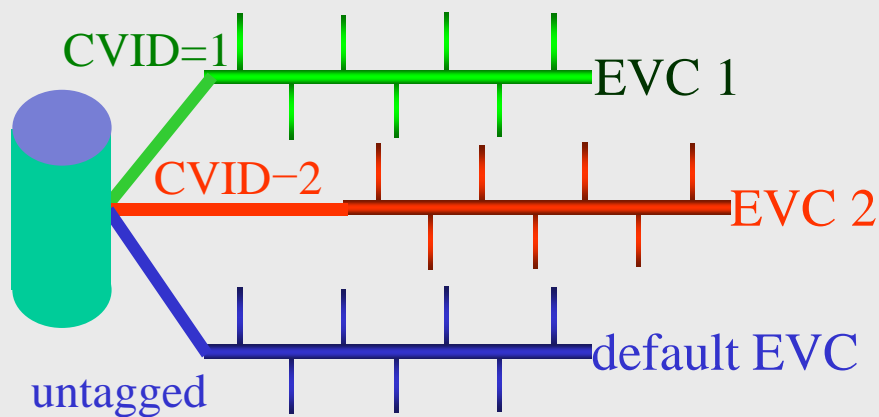 CVID=1
EVC 1
CVID−2
EVC 2
default EVC
untagged